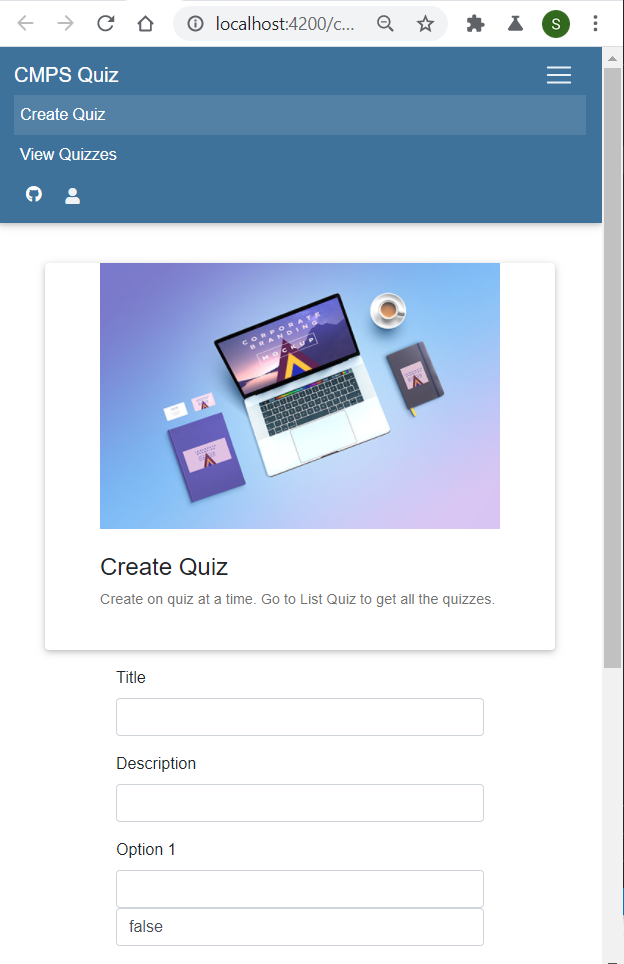 localhost:4200/c...
S
CMPS Quiz
Create Quiz
View Quizzes
CORPORATE
BRANDING
MOCKUP
Create Quiz
Create on quiz at a time. Go to List Quiz to get all the quizzes.
Title
Description
Option 1
false